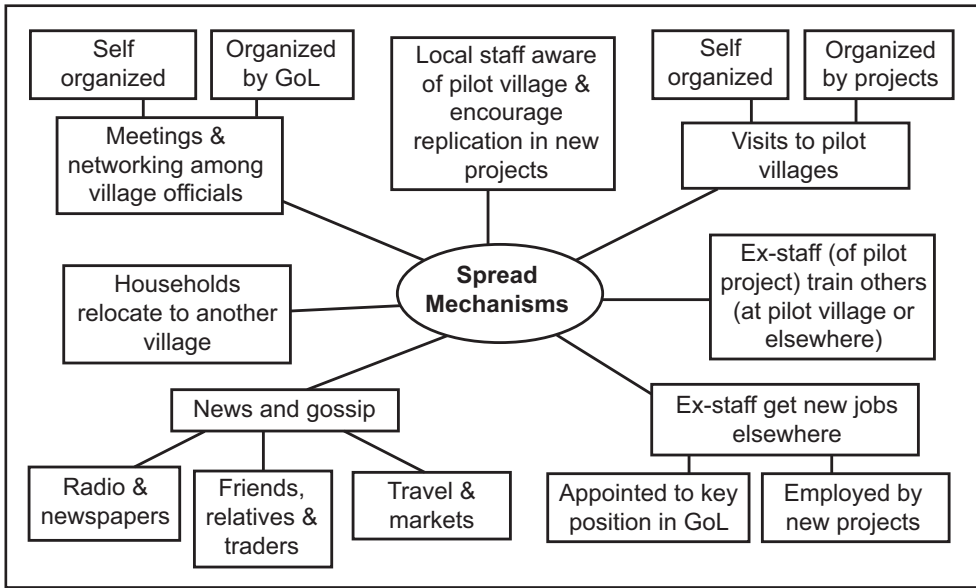 Self
organized
Organized
by GoL
Meetings &
networking among
village officials
Local staff aware
of pilot village &
encourage
replication in new
projects
Self
organized
Organized
by projects
Visits to pilot
villages
Households
relocate to another
village
Spread
Mechanisms
Ex-staff (of pilot
project) train others
(at pilot village or
elsewhere)
News and gossip
Radio &
newspapers
Friends,
relatives &
traders
Travel &
markets
Ex-staff get new jobs
elsewhere
Appointed to key
position in GoL
Employed by
new projects